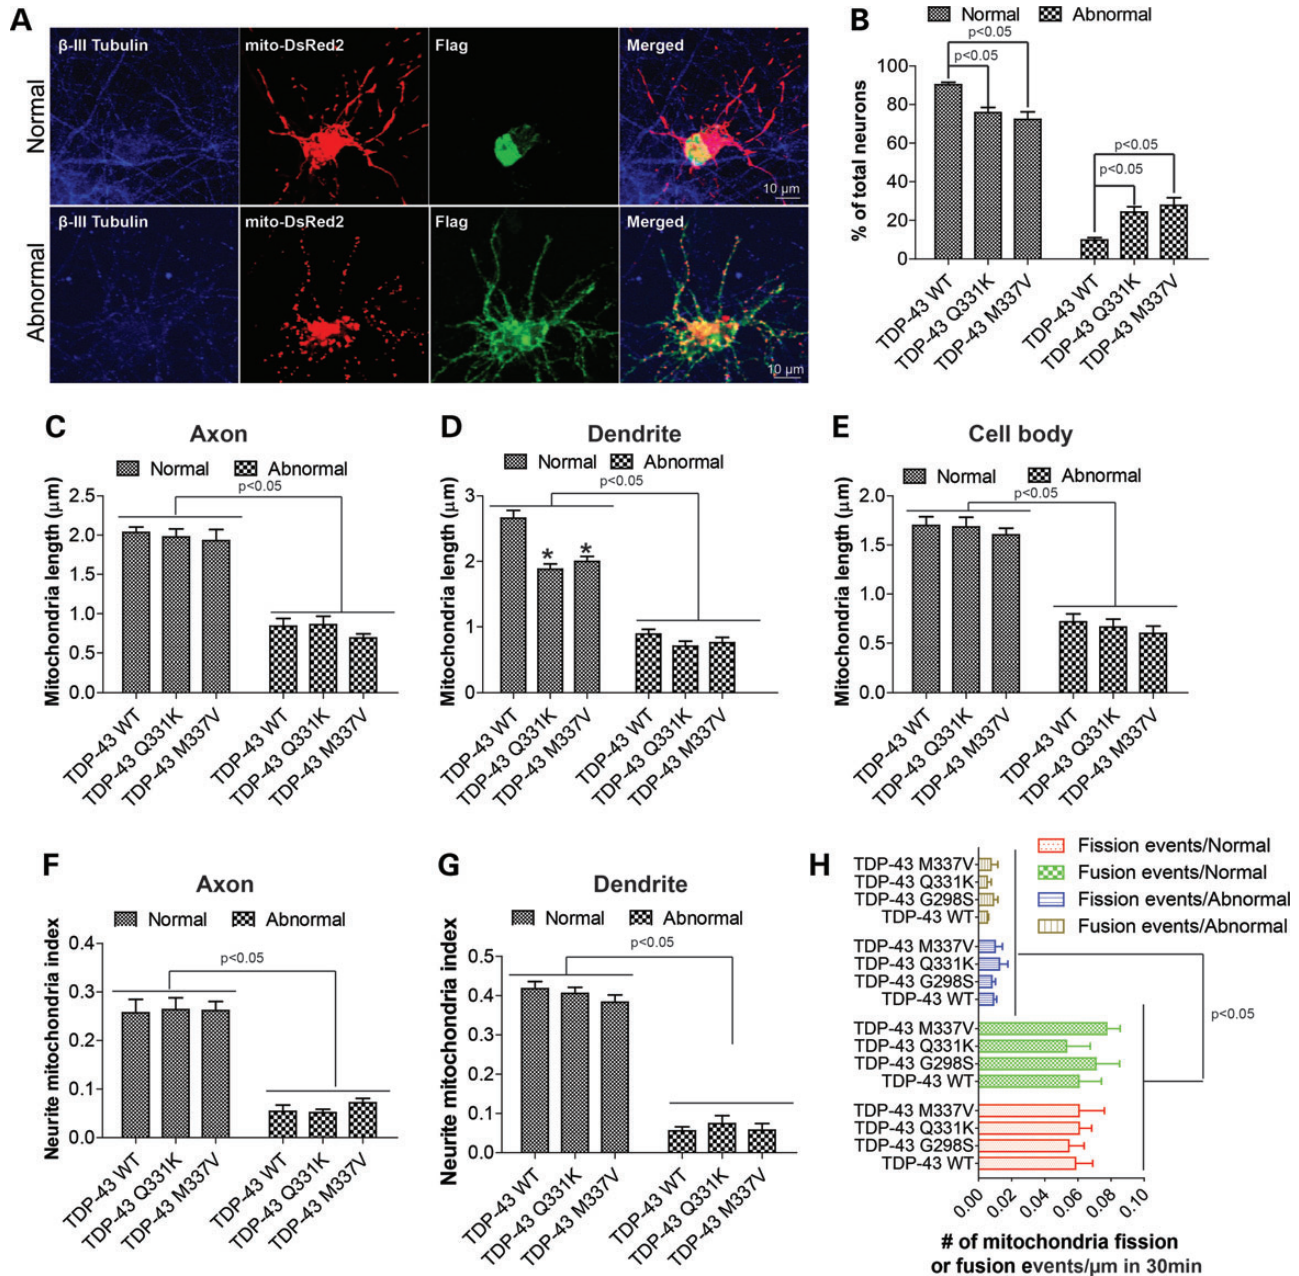 A
Normal
β-III Tubulin
mito-DsRed2
Flag
Merged
10 µm
Abnormal
β-III Tubulin
mito-DsRed2
Flag
Merged
10 µm
B
Normal
Abnormal
p<0.05
p<0.05
p<0.05
p<0.05
% of total neurons
100
80
60
40
20
0
TDP-43 WT
TDP-43 Q331K
TDP-43 M337V
TDP-43 WT
TDP-43 Q331K
TDP-43 M337V
C
Axon
Normal
Abnormal
p<0.05
Mitochondria length (µm)
2.5
2.0
1.0
0.5
0.0
TDP-43 WT
TDP-43 Q331K
TDP-43 M337V
TDP-43 WT
TDP-43 Q331K
TDP-43 M337V
D
Dendrite
Normal
Abnormal
p<0.05
Mitochondria length (µm)
3
2
1
0
*
*
TDP-43 WT
TDP-43 Q331K
TDP-43 M337V
TDP-43 WT
TDP-43 Q331K
TDP-43 M337V
E
Cell body
Normal
Abnormal
p<0.05
Mitochondria length (µm)
2.0
1.5
1.0
0.5
0.0
TDP-43 WT
TDP-43 Q331K
TDP-43 M337V
TDP-43 WT
TDP-43 Q331K
TDP-43 M337V
F
Axon
Normal
Abnormal
p<0.05
Neurite mitochondria index
0.4
0.3
0.2
0.1
0.0
TDP-43 WT
TDP-43 Q331K
TDP-43 M337V
TDP-43 WT
TDP-43 Q331K
TDP-43 M337V
G
Dendrite
Normal
Abnormal
p<0.05
Neurite mitochondria index
0.5
0.4
0.3
0.2
0.1
0.0
TDP-43 WT
TDP-43 Q331K
TDP-43 M337V
TDP-43 WT
TDP-43 Q331K
TDP-43 M337V
H
Fission events/Normal
Fusion events/Normal
Fission events/Abnormal
Fusion events/Abnormal
TDP-43 M337V
TDP-43 Q331K
TDP-43 G298S
TDP-43 WT
TDP-43 M337V
TDP-43 Q331K
TDP-43 G298S
TDP-43 WT
TDP-43 M337V
TDP-43 Q331K
TDP-43 G298S
TDP-43 WT
TDP-43 M337V
TDP-43 Q331K
TDP-43 G298S
TDP-43 WT
p<0.05
0.00
0.02
0.04
0.06
0.08
0.10
# of mitochondria fission
or fusion events/µm in 30min